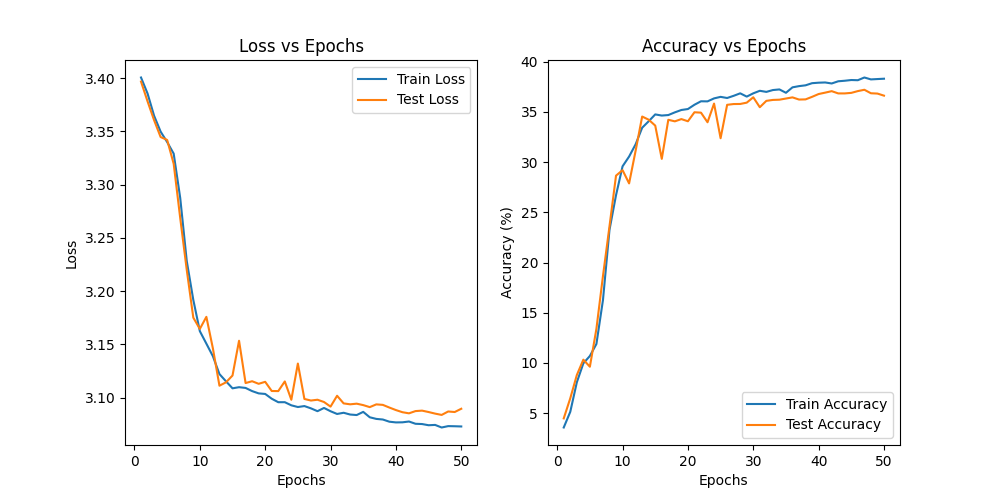 Loss vs Epochs
Loss
3.40
3.35
3.30
3.25
3.20
3.15
3.10
Train Loss
Test Loss
0 10 20 30 40 50
Epochs
Accuracy vs Epochs
Accuracy (%)
40
35
30
25
20
15
10
5
Train Accuracy
Test Accuracy
0 10 20 30 40 50
Epochs